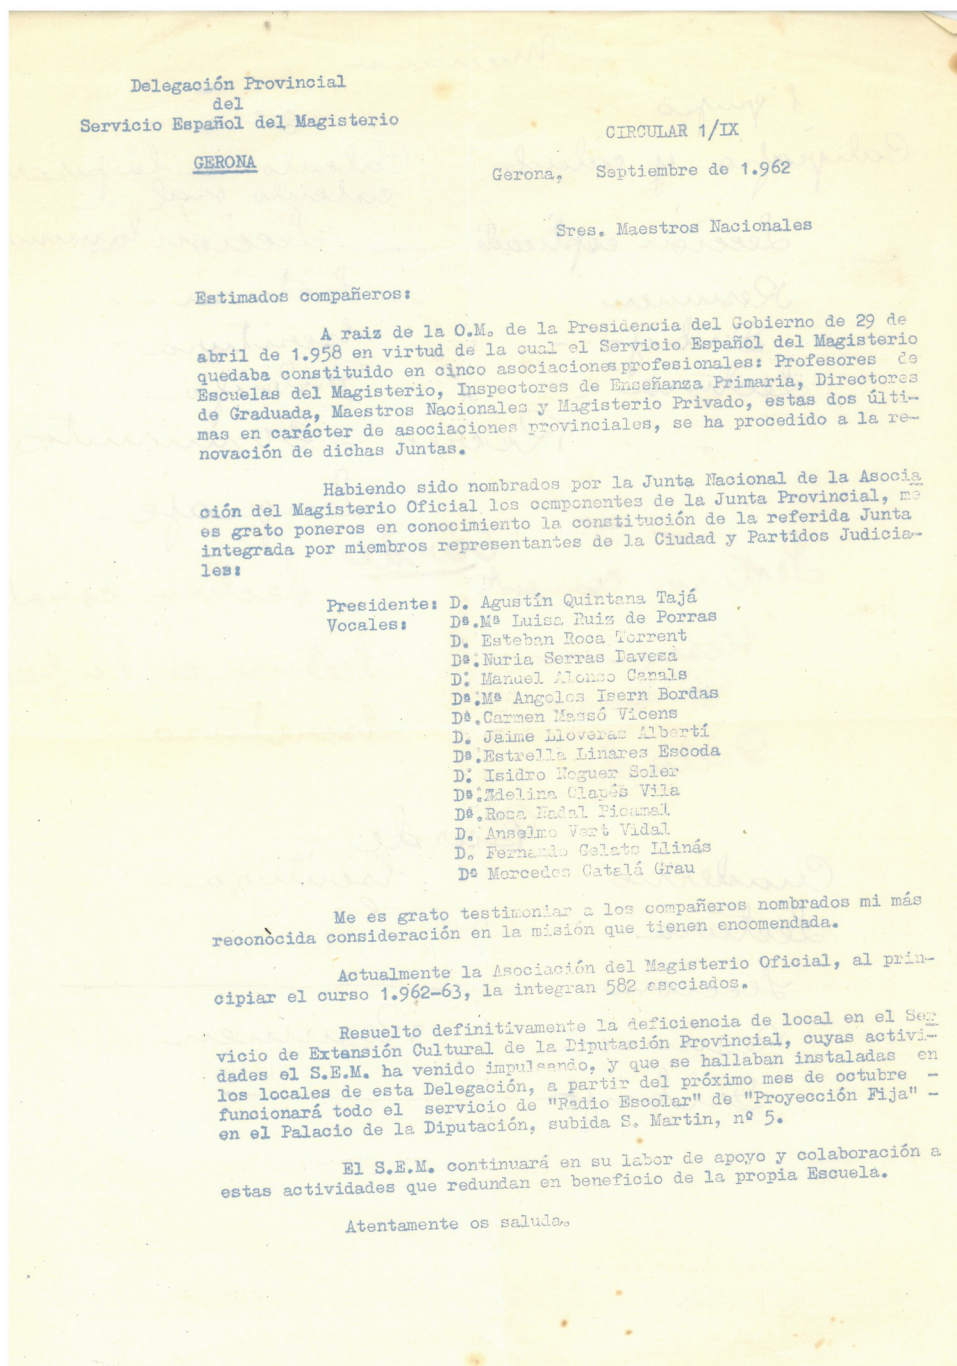 Delegación Provincial
del
Servicio Español del Magisterio
GERONA
CIRCULAR 1/IX
Gerona, Septiembre de 1.962
Sres. Maestros Nacionales
Estimados compañeros:
A raiz de la O.M. de la Presidencia del Gobierno de 29 de
abril de 1.958 en virtud de la cual el Servicio Español del Magisterio
quedaba constituido en cinco asociaciones profesionales: Profesores de
Escuelas del Magisterio, Inspectores de Enseñanza Primaria, Directores
de Graduada, Maestros Nacionales y Magisterio Privado, estas dos últi-
mas en carácter de asociaciones provinciales, se ha procedido a la re-
novación de dichas Juntas.
Habiendo sido nombrados por la Junta Nacional de la Asocia
ción del Magisterio Oficial los componentes de la Junta Provincial, me
es grato poneros en conocimiento la constitución de la referida Junta
integrada por miembros representantes de la Ciudad y Partidos Judicia-
les:
Presidente: D. Agustín Quintana Tajá
Vocales: Dª.Mª Luisa Ruiz de Porras
D. Esteban Roca Torrent
Dª.Nuria Serras Davesa
D. Manuel Alonso Canals
Dª.Mª Angeles Isern Bordas
Dª.Carmen Massó Vicens
D. Jaime Lloveras Albertí
Dª.Estrella Linares Escoda
D. Isidro Noguer Soler
Dª. Clapés Vila
Dª.Rosa Nadal Picamal
D. Anselmo Vert Vidal
D. Fernando Celats Llinás
Dª Mercedes Catalá Grau
Me es grato testimoniar a los compañeros nombrados mi más
reconòcida consideración en la misión que tienen encomendada.
Actualmente la Asociación del Magisterio Oficial, al prin-
cipiar el curso 1.962-63, la integran 582 asociados.
Resuelto definitivamente la deficiencia de local en el Ser
vicio de Extensión Cultural de la Diputación Provincial, cuyas activi-
dades el S.E.M. ha venido impulsando, y que se hallaban instaladas en
los locales de esta Delegación, a partir del próximo mes de octubre -
funcionará todo el servicio de "Radio Escolar" de "Proyección Fija" -
en el Palacio de la Diputación, subida S. Martin, nº 5.
El S.E.M. continuará en su labor de apoyo y colaboración a
estas actividades que redundan en beneficio de la propia Escuela.
Atentamente os saluda.